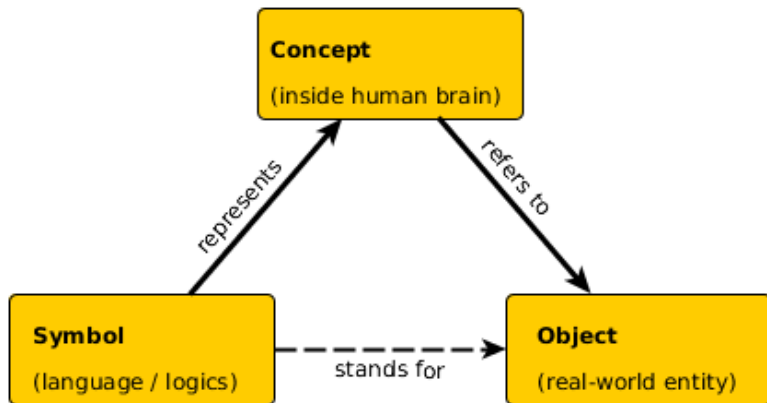 Concept
(inside human brain)
represents
refers to
Symbol
(language / logics)
stands for
Object
(real-world entity)